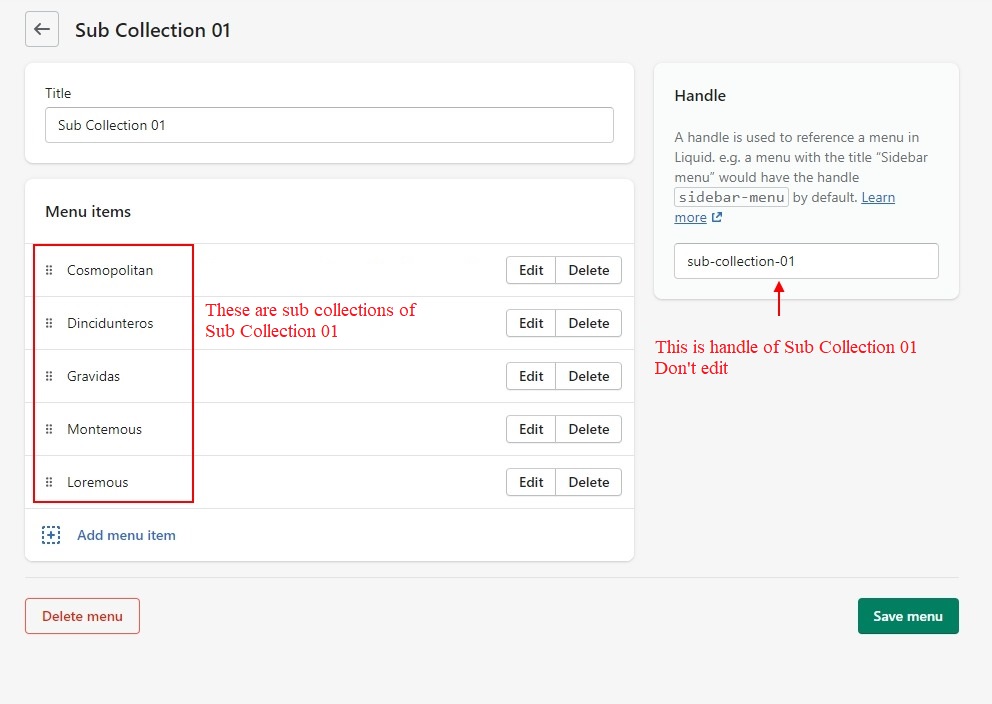 Sub Collection 01
Title
Sub Collection 01
Menu items
Cosmopolitan
Edit
Delete
Dincidunteros
Edit
Delete
Gravidas
Edit
Delete
Montemous
Edit
Delete
Loremous
Edit
Delete
These are sub collections of
Sub Collection 01
Add menu item
Handle
A handle is used to reference a menu in
Liquid. e.g. a menu with the title “Sidebar
menu” would have the handle
sidebar-menu by default. Learn
more
sub-collection-01
This is handle of Sub Collection 01
Don't edit
Delete menu
Save menu